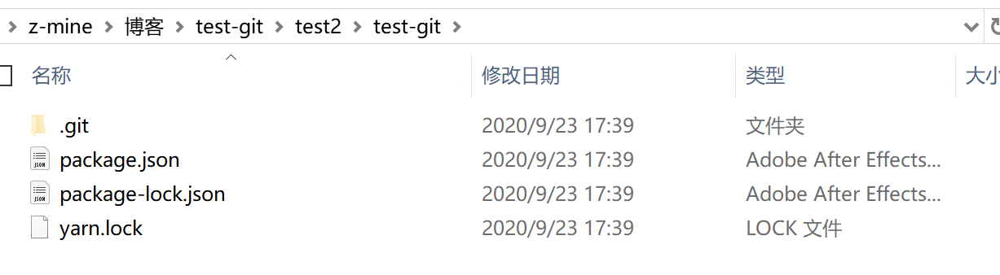 z-mine > 博客 > test-git > test2 > test-git >
名称 修改日期 类型 大小
.git 2020/9/23 17:39 文件夹
package.json 2020/9/23 17:39 Adobe After Effects...
package-lock.json 2020/9/23 17:39 Adobe After Effects...
yarn.lock 2020/9/23 17:39 LOCK 文件